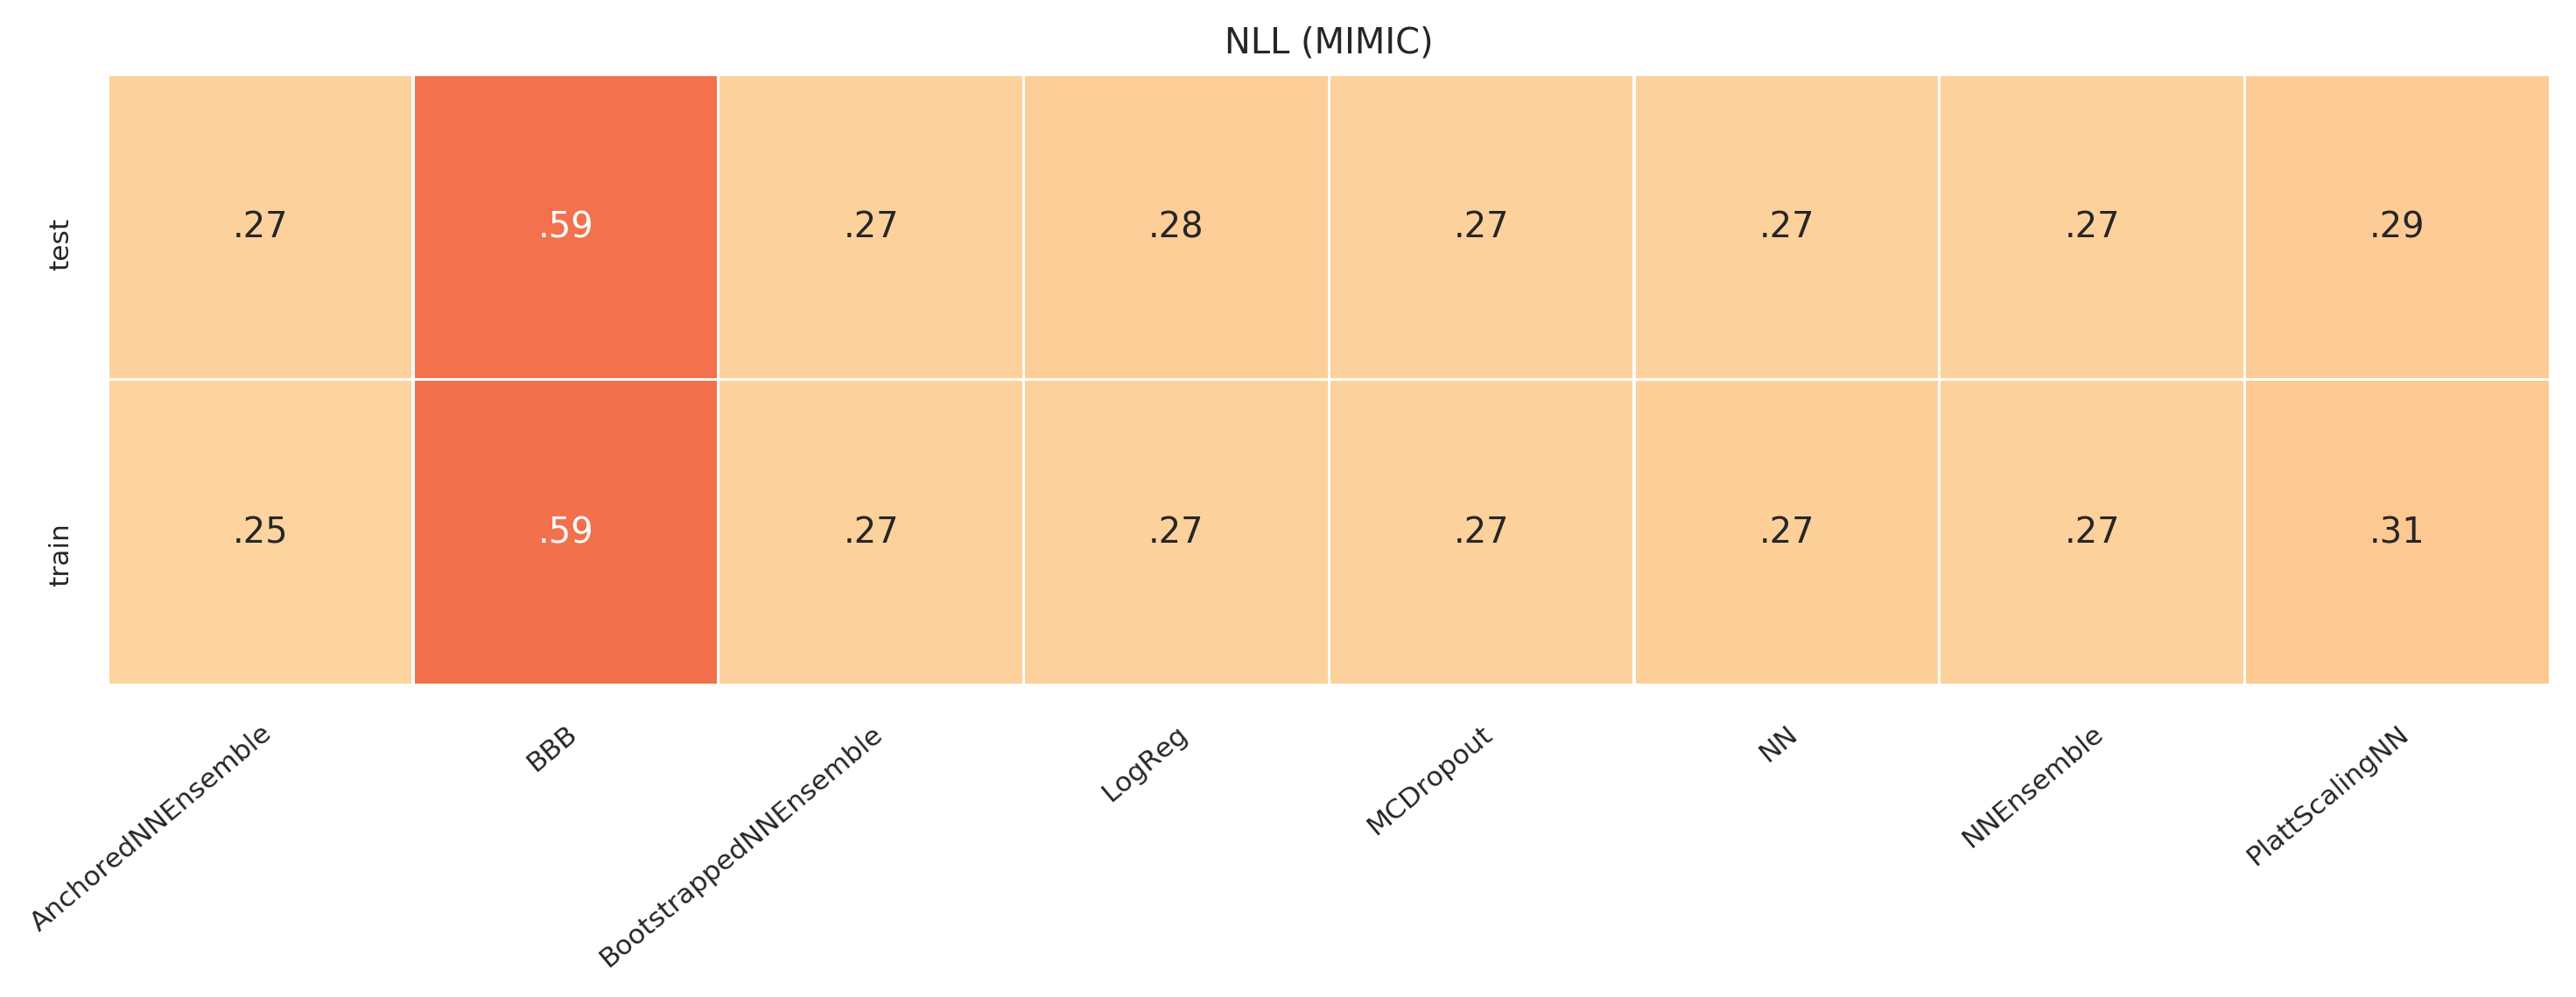 NLL (MIMIC)
test
.27 .59 .27 .28 .27 .27 .27 .29
train
.25 .59 .27 .27 .27 .27 .27 .31
AnchoredNNEnsemble BBB BootstrappedNNEnsemble LogReg MCDropout NN NNEnsemble PlattScalingNN